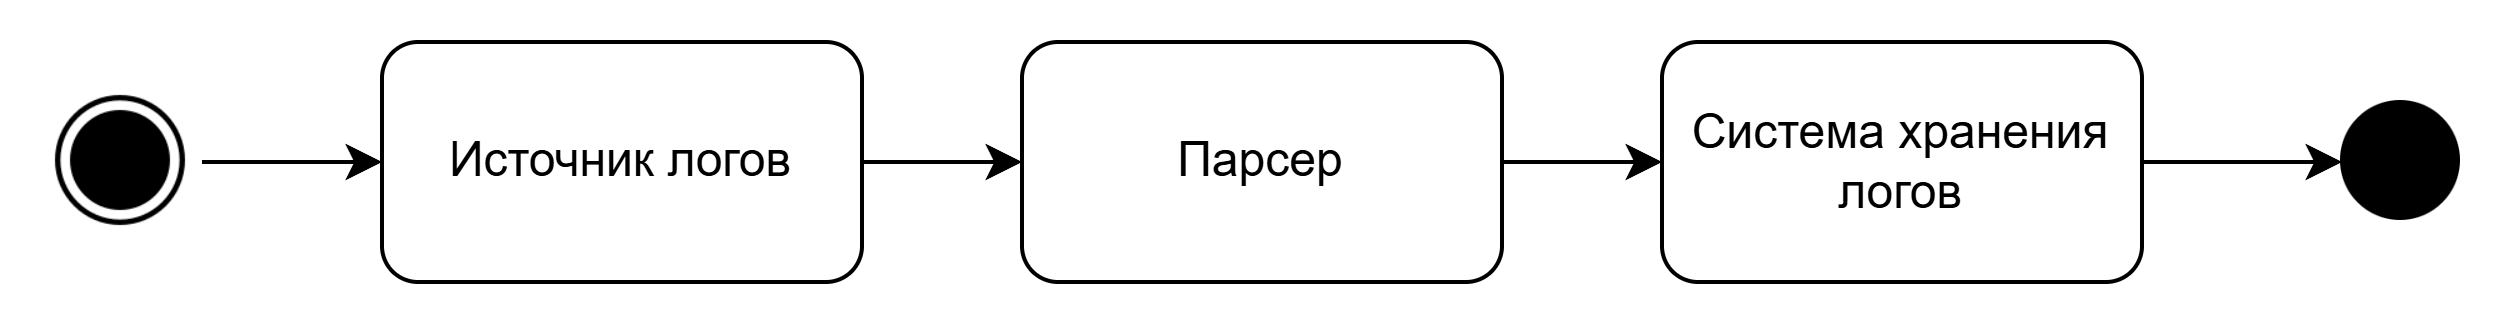 Источник логов
Парсер
Система хранения
логов